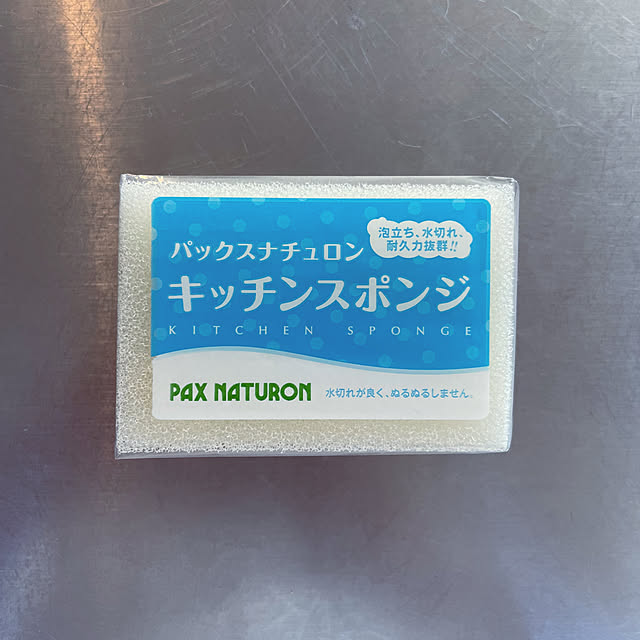 泡立ち、水切れ、
耐久力抜群!!
パックスナチュロン
キッチンスポンジ
KITCHEN SPONGE
PAX NATURON
水切れが良く、ぬるぬるしません。